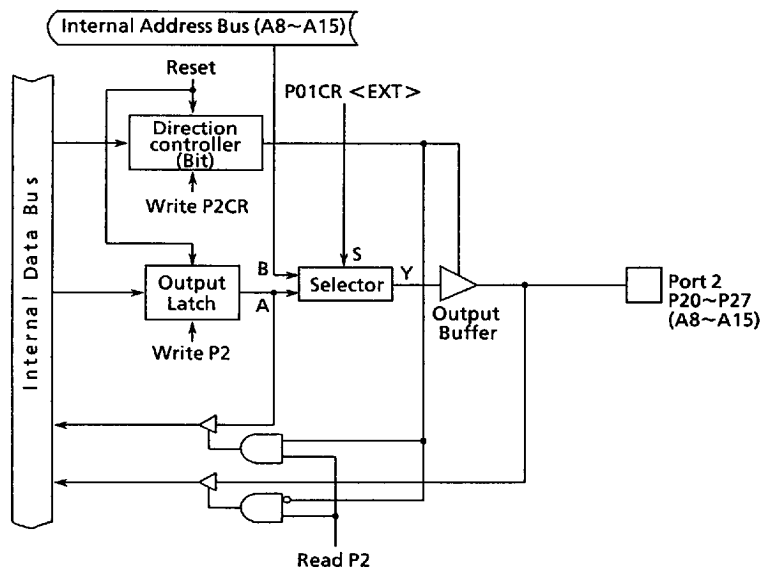 Internal Address Bus (A8~A15)
Reset
P01CR <EXT>
Direction
controller
(Bit)
Write P2CR
Internal Data Bus
B
S
Y
Output
Latch
A
Selector
Output
Buffer
Port 2
P20~P27
(A8~A15)
Write P2
Read P2